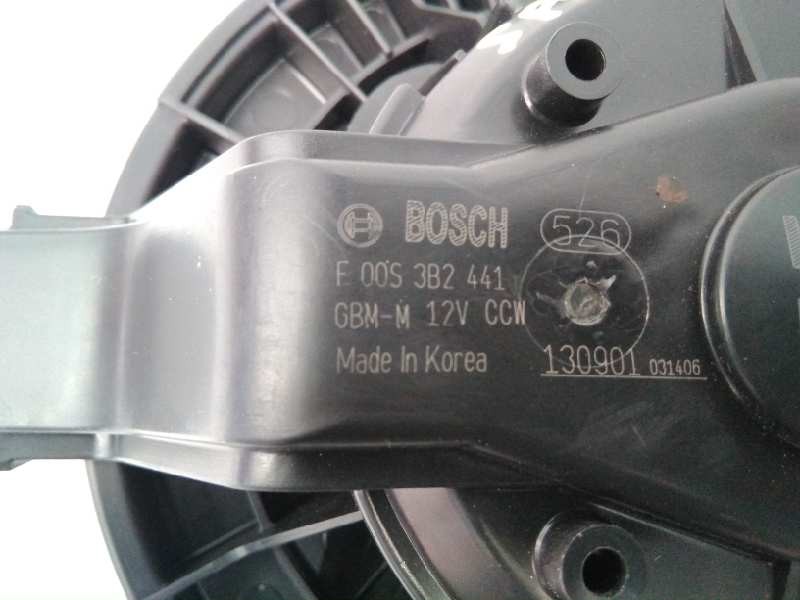 BOSCH 526
F 00S 3B2 441
GBM-M 12V CCW
Made In Korea 130901 031406